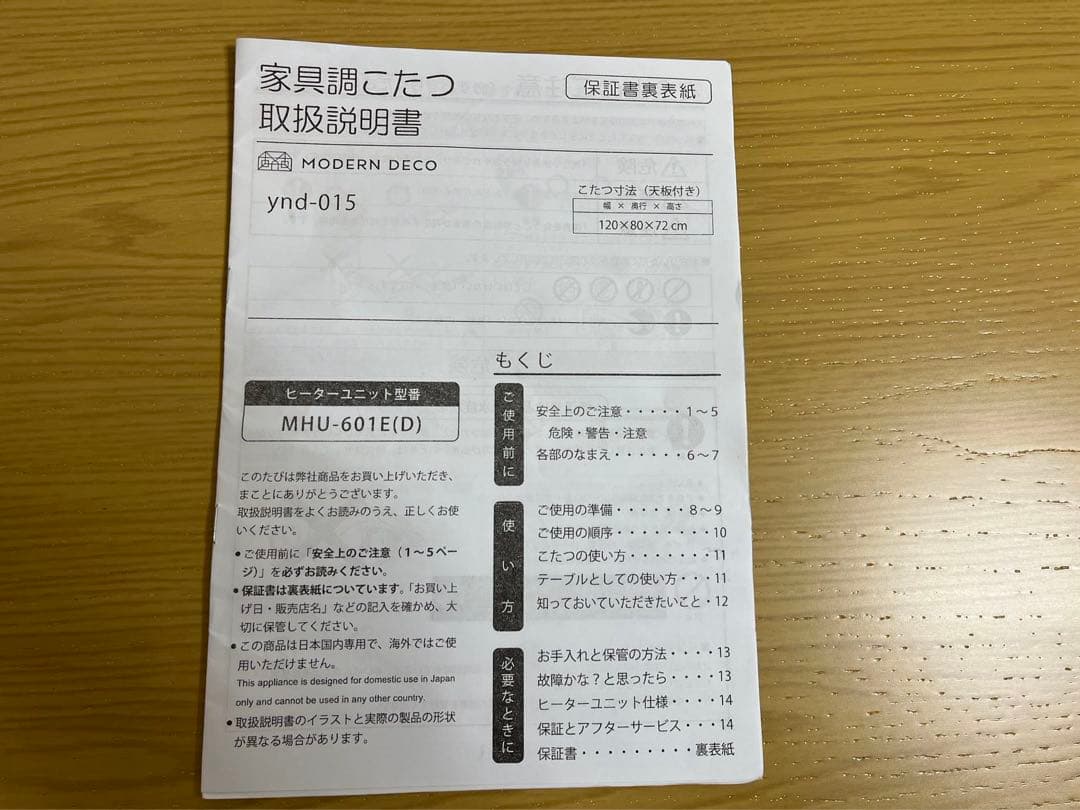 家具調こたつ
取扱説明書
保証書裏表紙
MODERN DECO
ynd-015
こたつ寸法（天板付き）
幅 × 奥行 × 高さ
120×80×72 cm
ヒーターユニット型番
MHU-601E(D)
このたびは弊社商品をお買い上げいただき、
まことにありがとうございます。
取扱説明書をよくお読みのうえ、正しくお使
いください。
●ご使用前に「安全上のご注意（1〜5ペー
ジ）」を必ずお読みください。
●保証書は裏表紙についています。「お買い上
げ日・販売店名」などの記入を確かめ、大
切に保管してください。
●この商品は日本国内専用で、海外ではご使
用いただけません。
This appliance is designed for domestic use in Japan
only and cannot be used in any other country.
●取扱説明書のイラストと実際の製品の形状
が異なる場合があります。
もくじ
ご使用前に
安全上のご注意・・・・・1〜5
危険・警告・注意
各部のなまえ・・・・・・6〜7
使い方
ご使用の準備・・・・・・8〜9
ご使用の順序・・・・・・・10
こたつの使い方・・・・・・11
テーブルとしての使い方・・・11
知っておいていただきたいこと・12
必要なときに
お手入れと保管の方法・・・・13
故障かな？と思ったら・・・・13
ヒーターユニット仕様・・・・14
保証とアフターサービス・・・14
保証書・・・・・・・・・裏表紙